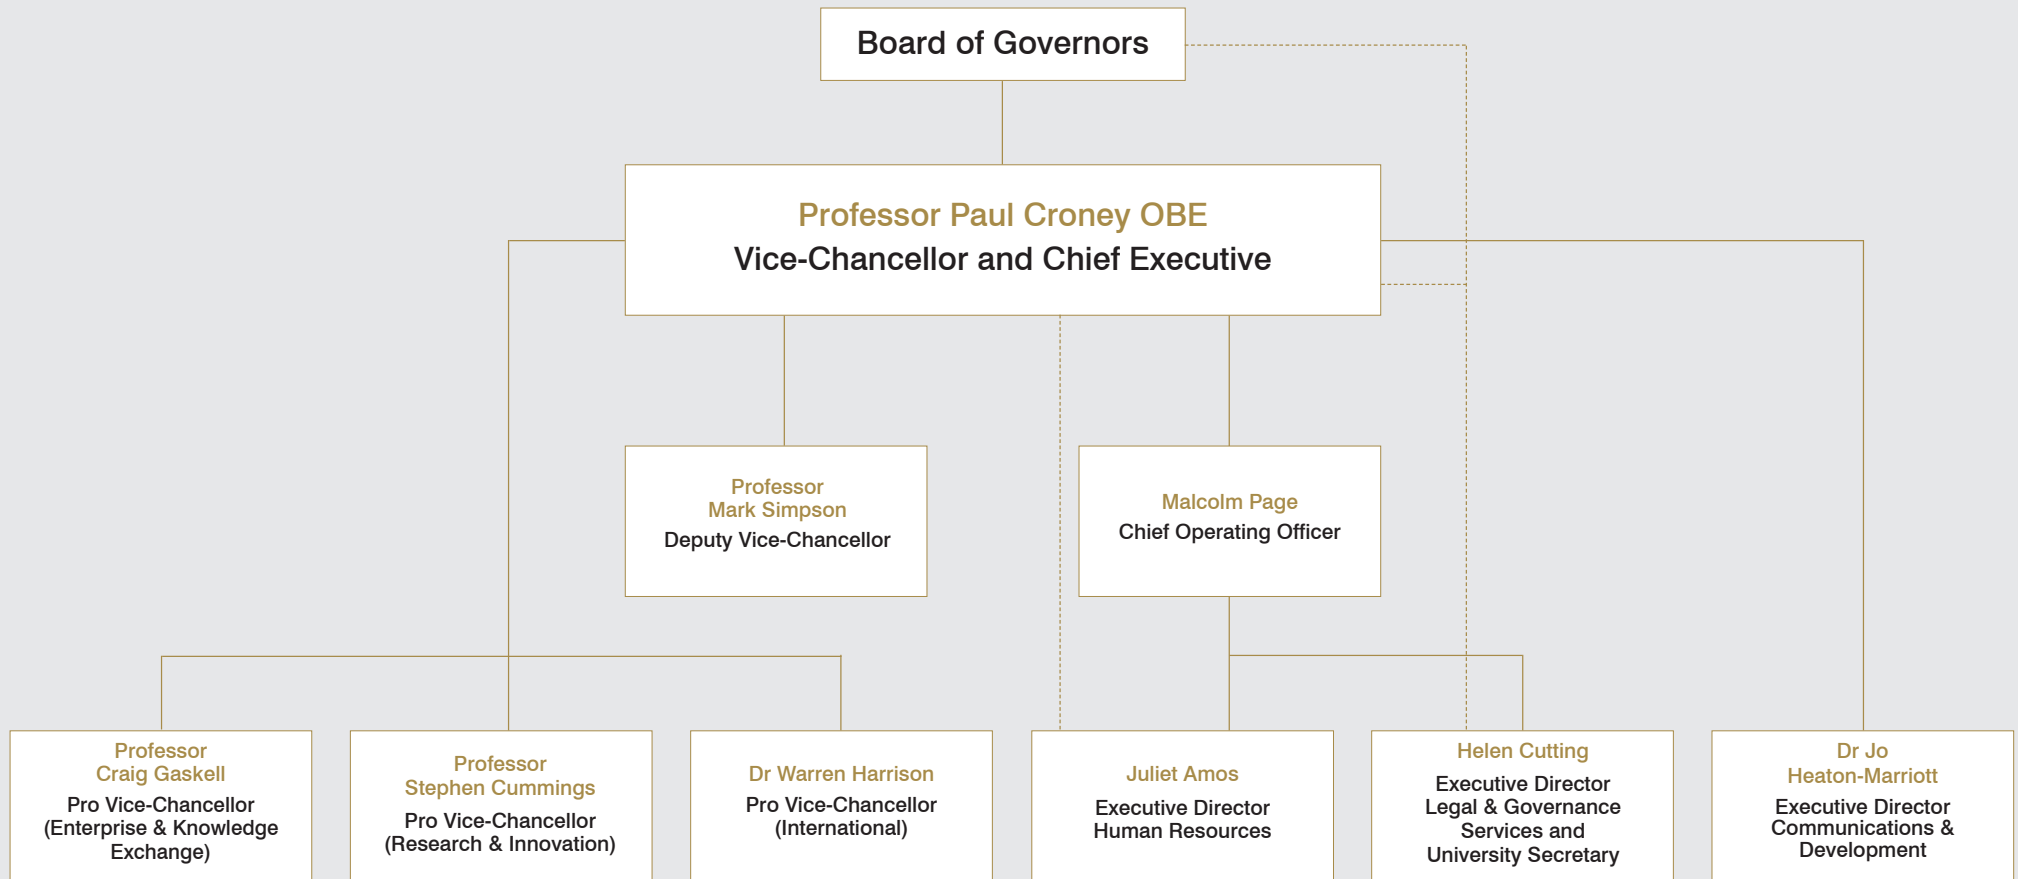 Board of Governors
Professor Paul Croney OBE
Vice-Chancellor and Chief Executive
Professor
Mark Simpson
Deputy Vice-Chancellor
Malcolm Page
Chief Operating Officer
Professor
Craig Gaskell
Pro Vice-Chancellor
(Enterprise & Knowledge
Exchange)
Professor
Stephen Cummings
Pro Vice-Chancellor
(Research & Innovation)
Dr Warren Harrison
Pro Vice-Chancellor
(International)
Juliet Amos
Executive Director
Human Resources
Helen Cutting
Executive Director
Legal & Governance
Services and
University Secretary
Dr Jo
Heaton-Marriott
Executive Director
Communications &
Development